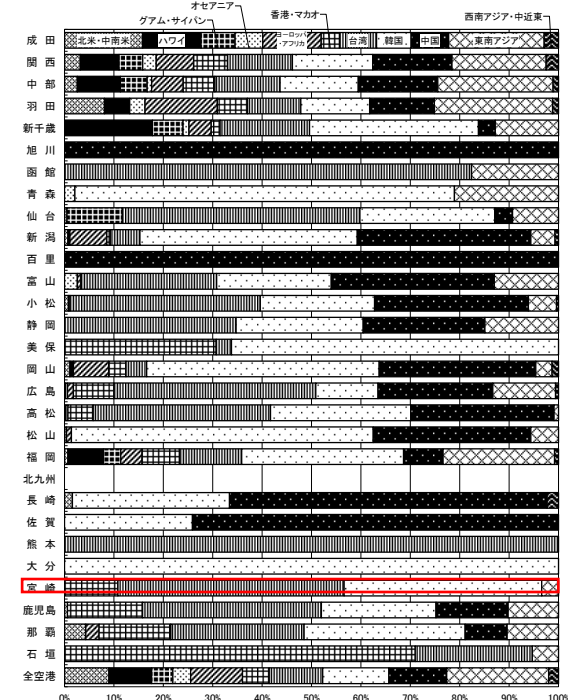 オセアニア
グアム・サイパン
香港・マカオ
西南アジア・中近東
成田 北米・中南米 ハワイ ヨーロッパ・アフリカ 台湾 韓国 中国 東南アジア
関西
中部
羽田
新千歳
旭川
函館
青森
仙台
新潟
百里
富山
小松
静岡
美保
岡山
広島
高松
松山
福岡
北九州
長崎
佐賀
熊本
大分
宮崎
鹿児島
那覇
石垣
全空港
0% 10% 20% 30% 40% 50% 60% 70% 80% 90% 100%